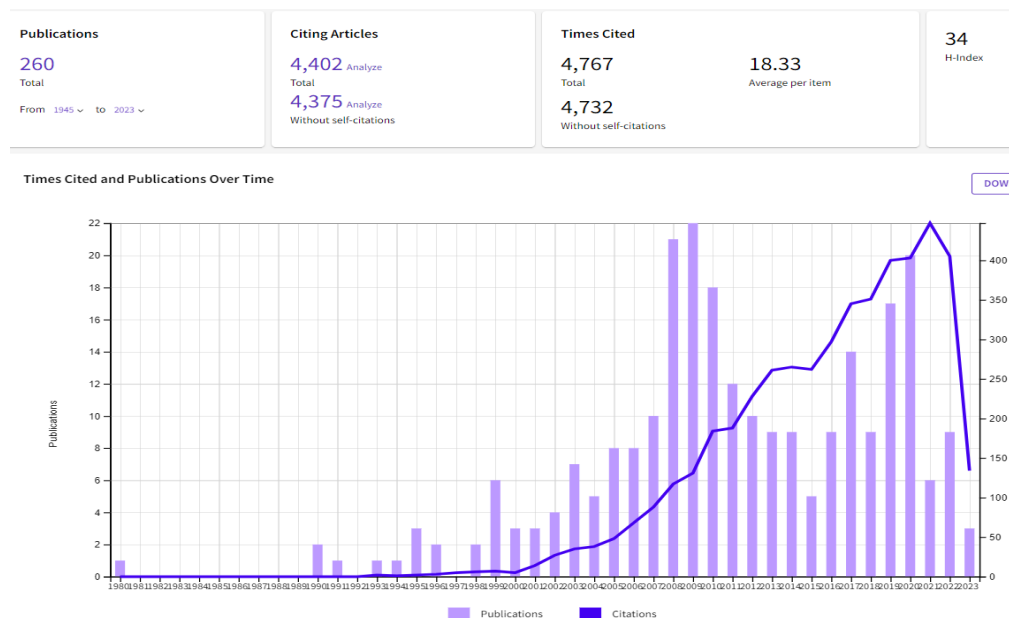 Publications
260
Total
From 1945 to 2023
Citing Articles
4,402 Analyze
Total
4,375 Analyze
Without self-citations
Times Cited
4,767
Total
4,732
Without self-citations
18.33
Average per item
34
H-Index
Times Cited and Publications Over Time
DOW
Publications
22
20
18
16
14
12
10
8
6
4
2
0
400
350
300
250
200
150
100
50
0
1980 1981 1982 1983 1984 1985 1986 1987 1988 1989 1990 1991 1992 1993 1994 1995 1996 1997 1998 1999 2000 2001 2002 2003 2004 2005 2006 2007 2008 2009 2010 2011 2012 2013 2014 2015 2016 2017 2018 2019 2020 2021 2022 2023
Publications Citations